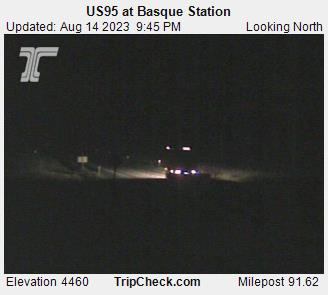 US95 at Basque Station
Updated: Aug 14 2023 9:45 PM Looking North
Elevation 4460 TripCheck.com Milepost 91.62